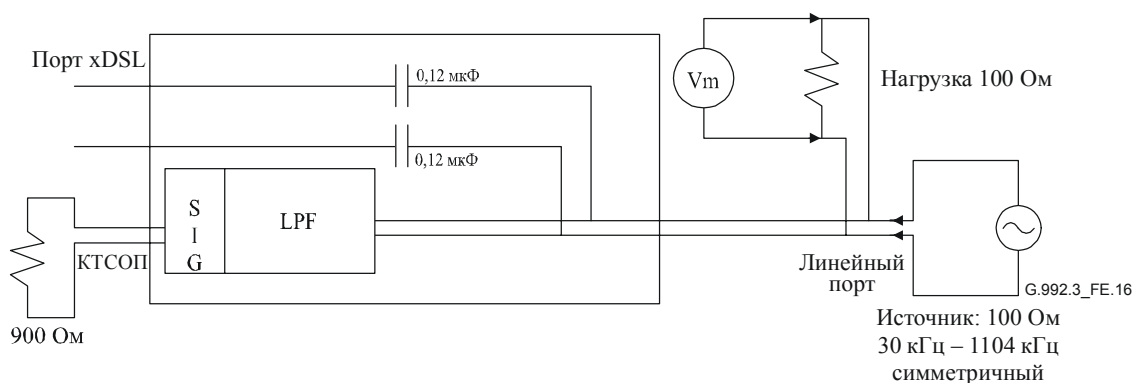 Порт xDSL
0,12 мкФ
0,12 мкФ
Vm
Нагрузка 100 Ом
S
I
G
LPF
КТСОП
900 Ом
Линейный
порт
G.992.3_FE.16
Источник: 100 Ом
30 кГц – 1104 кГц
симметричный